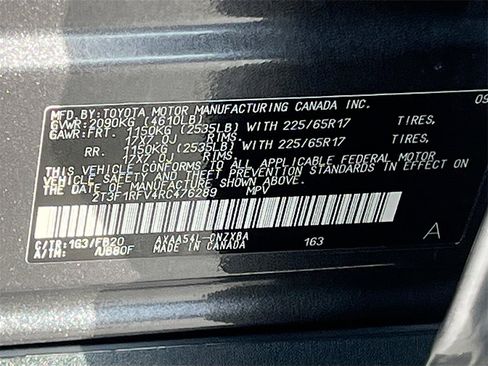 MFD.BY:TOYOTA MOTOR MANUFACTURING CANADA INC. 09
GVWR:2090KG (4610LB)
GAWR:FRT. 1150KG (2535LB) WITH 225/65R17 TIRES,
17X7.0J RIMS,
RR. 1150KG (2535LB) WITH 225/65R17 TIRES,
17X7.0J RIMS.
THIS VEHICLE CONFORMS TO ALL APPLICABLE FEDERAL MOTOR
VEHICLE SAFETY AND THEFT PREVENTION STANDARDS IN EFFECT ON
THE DATE OF MANUFACTURE SHOWN ABOVE.
2T3F1RFV4RC476289 MPV
C/TR:1G3/FB20 AXAA54L-CNZXBA 163 A
A/TM: /UB80F MADE IN CANADA